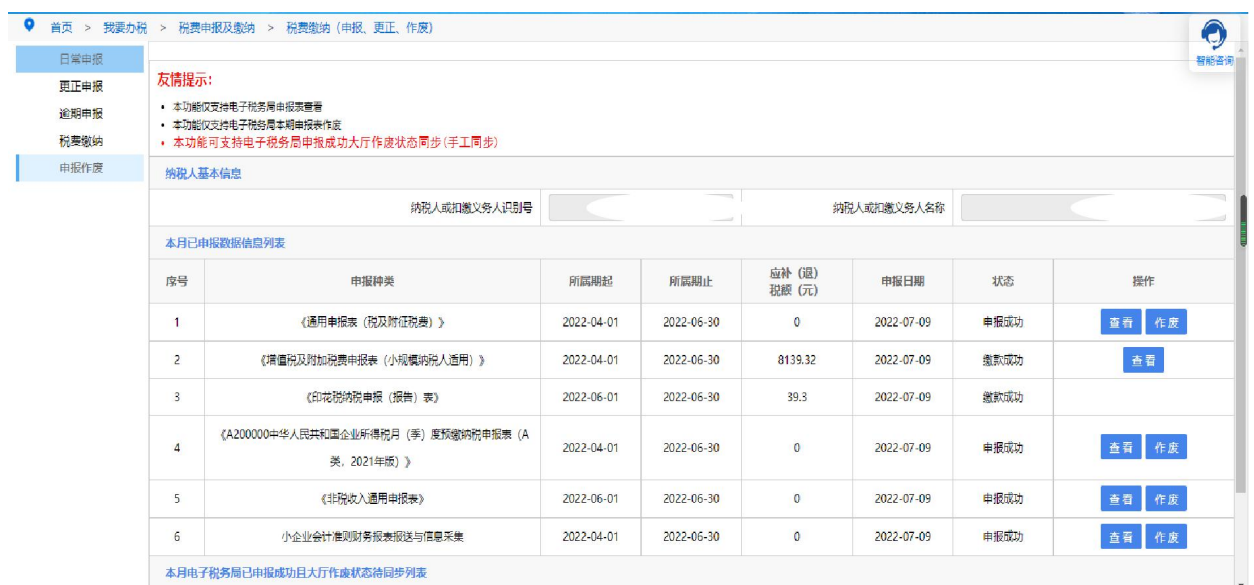 首页 > 我要办税 > 税费申报及缴纳 > 税费缴纳（申报、更正、作废）
智能咨询
日常申报
更正申报
逾期申报
税费缴纳
申报作废
友情提示：
• 本功能仅支持电子税务局申报表查看
• 本功能仅支持电子税务局本期申报表作废
• 本功能可支持电子税务局申报成功大厅作废状态同步(手工同步)
纳税人基本信息
纳税人或扣缴义务人识别号 纳税人或扣缴义务人名称
本月已申报数据信息列表
序号 申报种类 所属期起 所属期止 应补（退） 申报日期 状态 操作
税额（元）
1 《通用申报表（税及附征税费）》 2022-04-01 2022-06-30 0 2022-07-09 申报成功 查看 作废
2 《增值税及附加税费申报表（小规模纳税人适用）》 2022-04-01 2022-06-30 8139.32 2022-07-09 缴款成功 查看
3 《印花税纳税申报（报告）表》 2022-06-01 2022-06-30 39.3 2022-07-09 缴款成功
《A200000中华人民共和国企业所得税月（季）度预缴纳税申报表（A
4 2022-04-01 2022-06-30 0 2022-07-09 申报成功 查看 作废
类，2021年版）》
5 《非税收入通用申报表》 2022-06-01 2022-06-30 0 2022-07-09 申报成功 查看 作废
6 小企业会计准则财务报表报送与信息采集 2022-04-01 2022-06-30 0 2022-07-09 申报成功 查看 作废
本月电子税务局已申报成功且大厅作废状态待同步列表